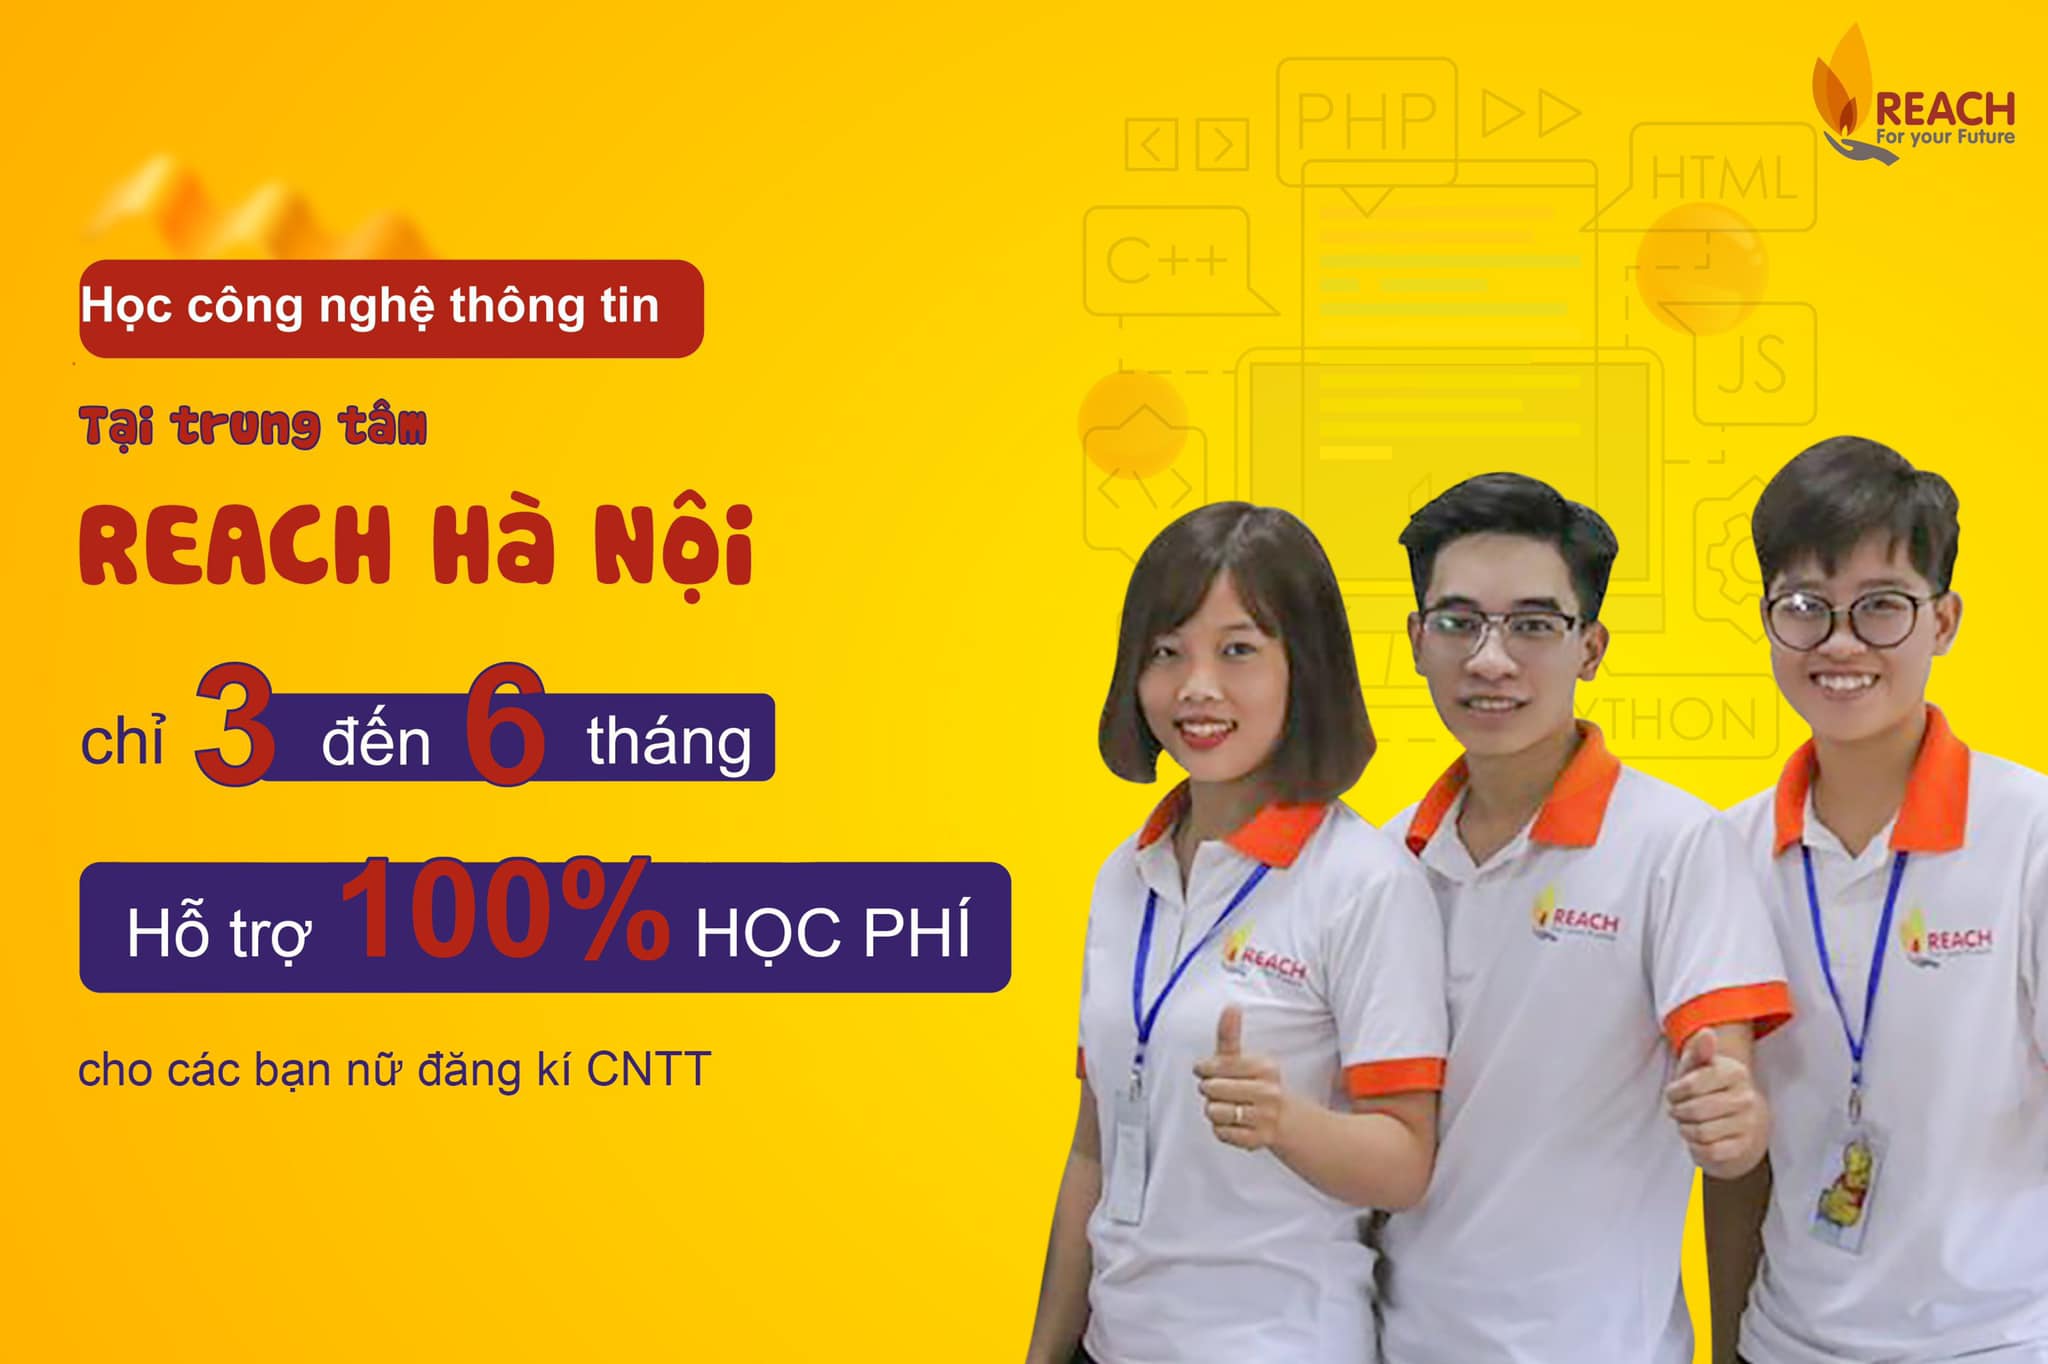 REACH
For your Future
Học công nghệ thông tin
Tại trung tâm
REACH Hà Nội
chỉ 3 đến 6 tháng
Hỗ trợ 100% HỌC PHÍ
cho các bạn nữ đăng kí CNTT
PHP
HTML
C++
JS
</>
YTHON
REACH
REACH
REACH